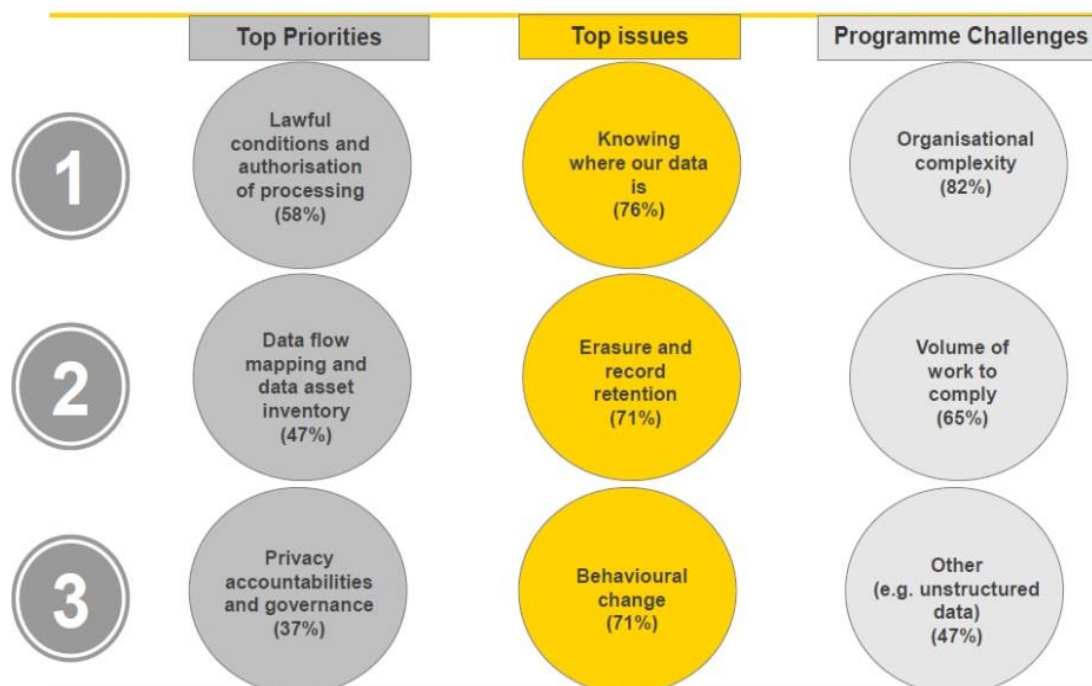 Top Priorities
Top issues
Programme Challenges
1
Lawful
conditions and
authorisation
of processing
(58%)
Knowing
where our data
is
(76%)
Organisational
complexity
(82%)
2
Data flow
mapping and
data asset
inventory
(47%)
Erasure and
record
retention
(71%)
Volume of
work to
comply
(65%)
3
Privacy
accountabilities
and governance
(37%)
Behavioural
change
(71%)
Other
(e.g. unstructured
data)
(47%)